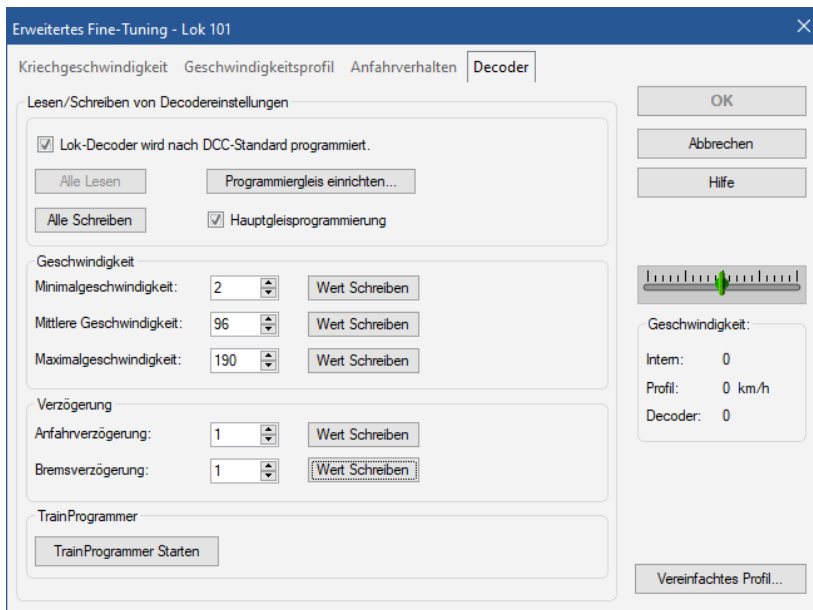 Erweitertes Fine-Tuning - Lok 101
Kriechgeschwindigkeit Geschwindigkeitsprofil Anfahrverhalten Decoder
Lesen/Schreiben von Decodereinstellungen
Lok-Decoder wird nach DCC-Standard programmiert.
Alle Lesen Programmiergleis einrichten...
Alle Schreiben Hauptgleisprogrammierung
Geschwindigkeit
Minimalgeschwindigkeit: 2 Wert Schreiben
Mittlere Geschwindigkeit: 96 Wert Schreiben
Maximalgeschwindigkeit: 190 Wert Schreiben
Verzögerung
Anfahrverzögerung: 1 Wert Schreiben
Bremsverzögerung: 1 Wert Schreiben
TrainProgrammer
TrainProgrammer Starten
OK
Abbrechen
Hilfe
Geschwindigkeit:
Intern: 0
Profil: 0 km/h
Decoder: 0
Vereinfachtes Profil...